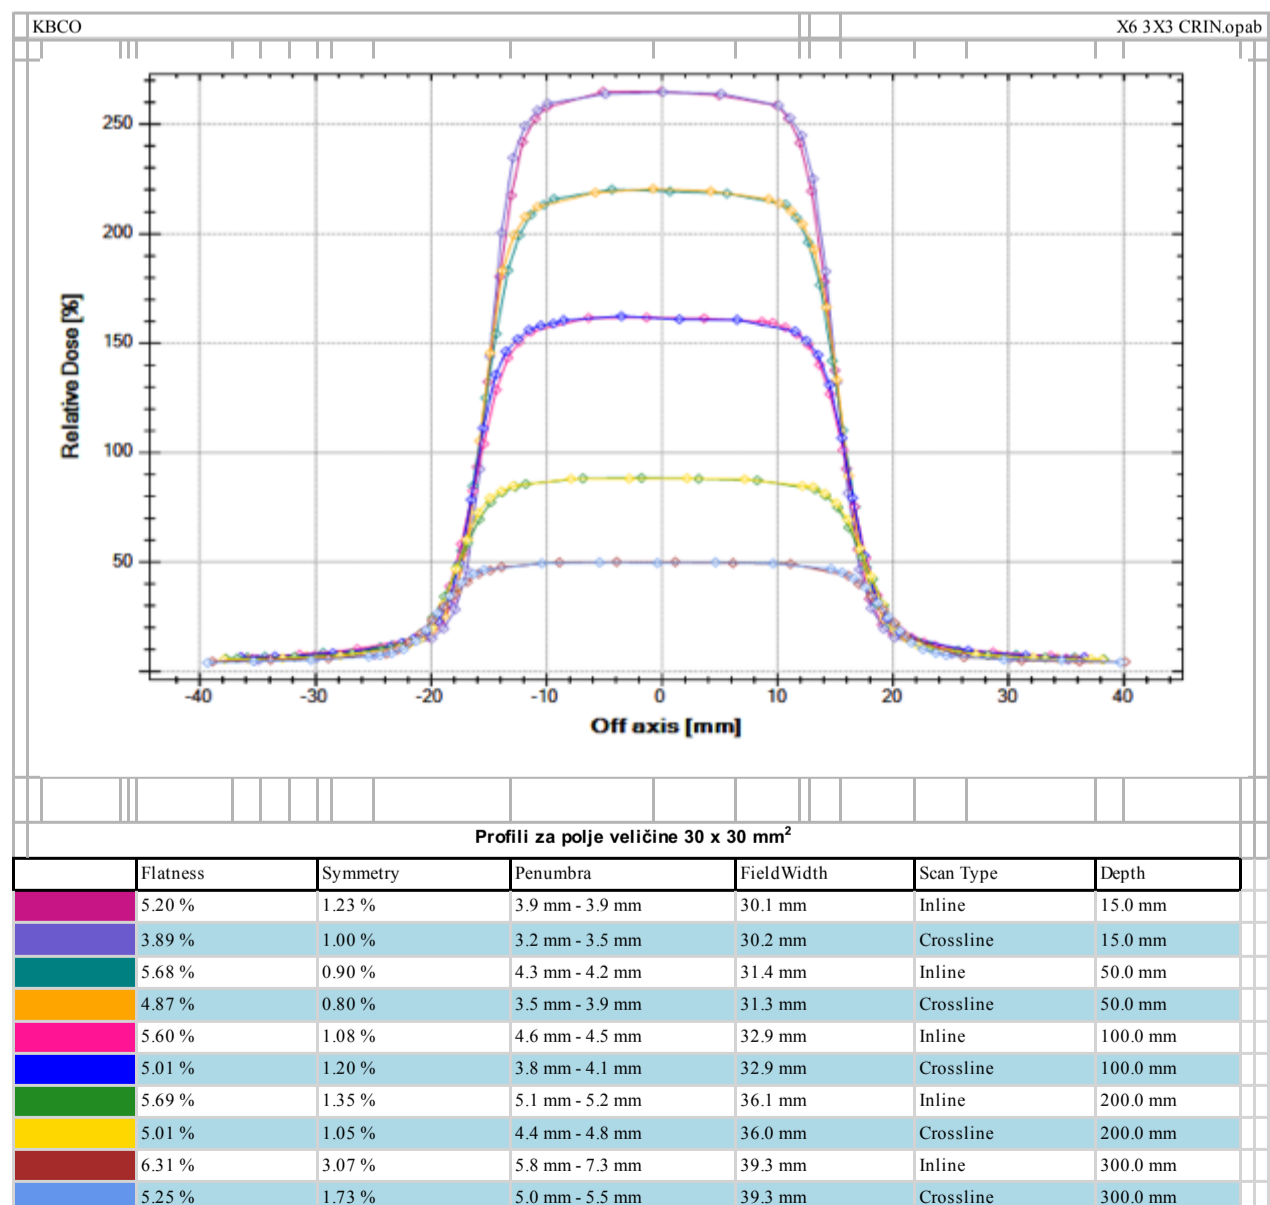 KBCO X6 3X3 CRIN.opab
250
200
150
100
50
Relative Dose [%]
-40 -30 -20 -10 0 10 20 30 40
Off axis [mm]
Profili za polje veličine 30 x 30 mm²
Flatness Symmetry Penumbra FieldWidth Scan Type Depth
5.20 % 1.23 % 3.9 mm - 3.9 mm 30.1 mm Inline 15.0 mm
3.89 % 1.00 % 3.2 mm - 3.5 mm 30.2 mm Crossline 15.0 mm
5.68 % 0.90 % 4.3 mm - 4.2 mm 31.4 mm Inline 50.0 mm
4.87 % 0.80 % 3.5 mm - 3.9 mm 31.3 mm Crossline 50.0 mm
5.60 % 1.08 % 4.6 mm - 4.5 mm 32.9 mm Inline 100.0 mm
5.01 % 1.20 % 3.8 mm - 4.1 mm 32.9 mm Crossline 100.0 mm
5.69 % 1.35 % 5.1 mm - 5.2 mm 36.1 mm Inline 200.0 mm
5.01 % 1.05 % 4.4 mm - 4.8 mm 36.0 mm Crossline 200.0 mm
6.31 % 3.07 % 5.8 mm - 7.3 mm 39.3 mm Inline 300.0 mm
5.25 % 1.73 % 5.0 mm - 5.5 mm 39.3 mm Crossline 300.0 mm